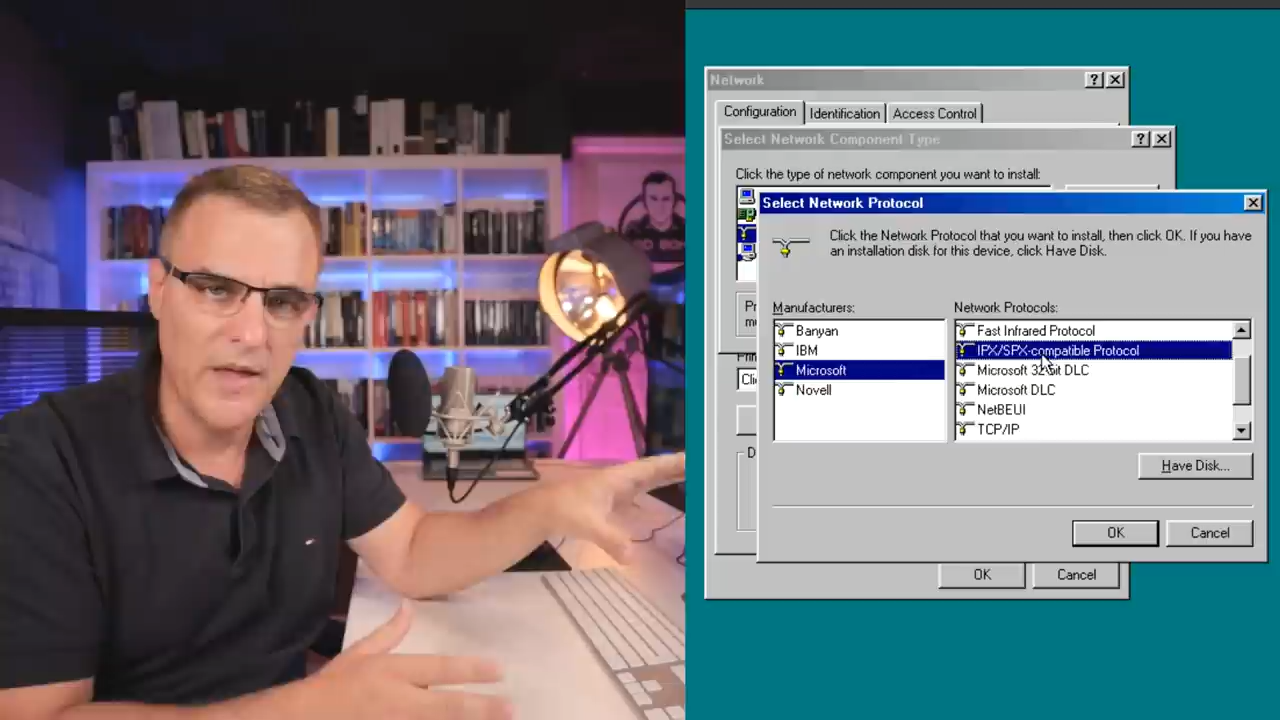 Network
Configuration Identification Access Control
Select Network Component Type
Click the type of network component you want to install:
Select Network Protocol
Click the Network Protocol that you want to install, then click OK. If you have
an installation disk for this device, click Have Disk.
Manufacturers:
Banyan
IBM
Microsoft
Novell
Network Protocols:
Fast Infrared Protocol
IPX/SPX-compatible Protocol
Microsoft 32-bit DLC
Microsoft DLC
NetBEUI
TCP/IP
Have Disk...
OK Cancel
OK Cancel